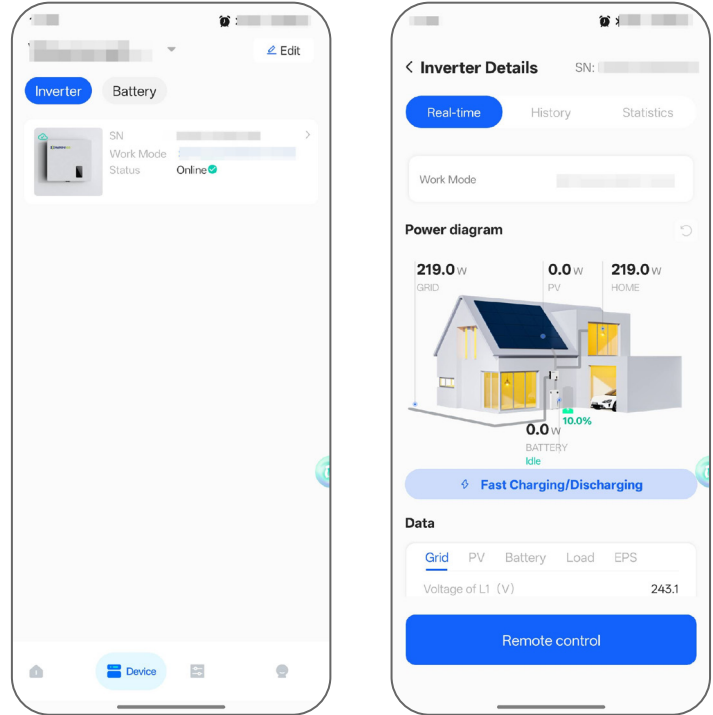 Edit
Inverter
Battery
SN
Work Mode
Status
Online
Device
Inverter Details
SN:
Real-time
History
Statistics
Work Mode
Power diagram
219.0 W
GRID
0.0 W
PV
219.0 W
HOME
10.0%
0.0 W
BATTERY
Idle
Fast Charging/Discharging
Data
Grid
PV
Battery
Load
EPS
Voltage of L1 (V)
243.1
Remote control